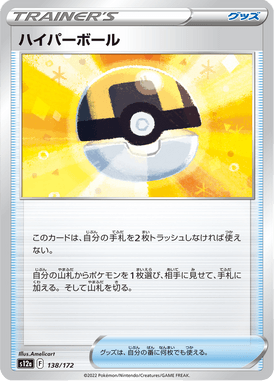 TRAINER'S
グッズ
ハイパーボール
このカードは、自分の手札を2枚トラッシュしなければ使
えない。
自分の山札からポケモンを1枚選び、相手に見せて、手札に
加える。そして山札を切る。
Illus.Amelicart
s12a F 138/172
グッズは、自分の番に何枚でも使える。
©2022 Pokémon/Nintendo/Creatures/GAME FREAK.